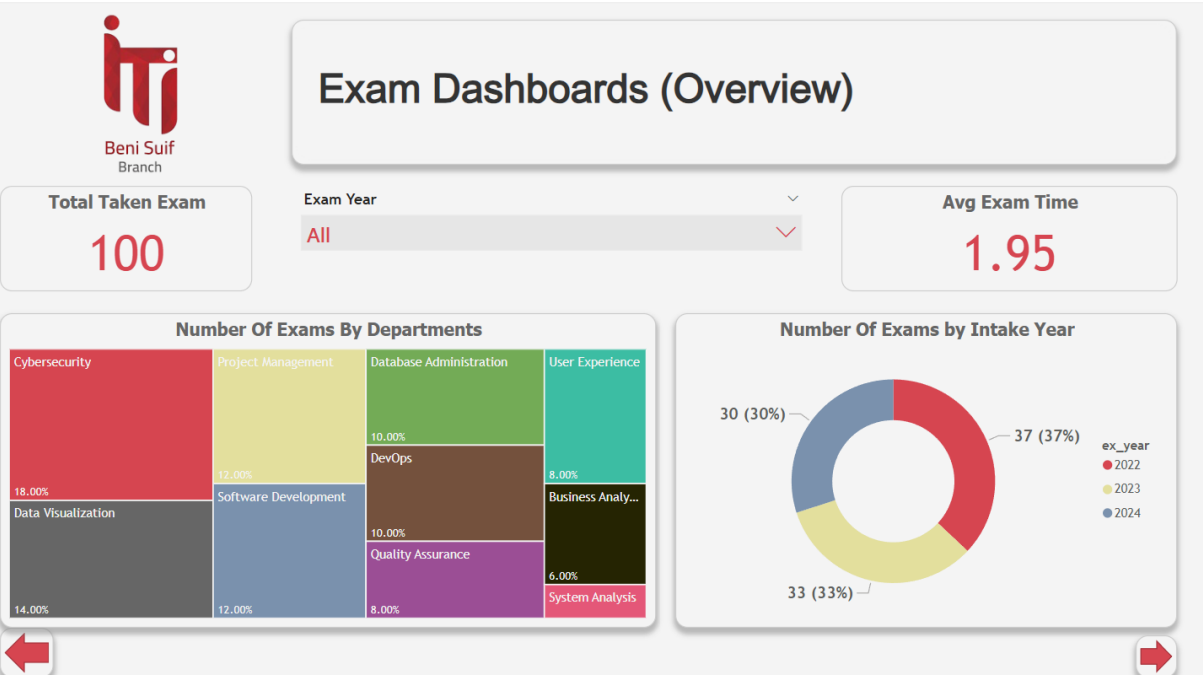 iTi
Beni Suif
Branch
Exam Dashboards (Overview)
Total Taken Exam
100
Exam Year
All
Avg Exam Time
1.95
Number Of Exams By Departments
Cybersecurity
18.00%
Data Visualization
14.00%
Project Management
12.00%
Software Development
12.00%
Database Administration
10.00%
DevOps
10.00%
Quality Assurance
8.00%
User Experience
8.00%
Business Analy...
6.00%
System Analysis
Number Of Exams by Intake Year
30 (30%)
37 (37%)
33 (33%)
ex_year
2022
2023
2024